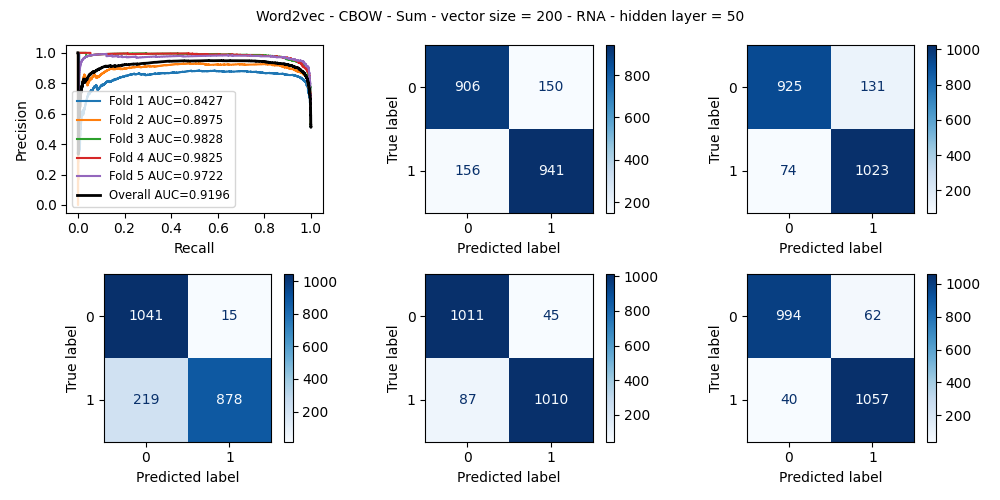 Word2vec - CBOW - Sum - vector size = 200 - RNA - hidden layer = 50
1.0
0.8
0.6
0.4
0.2
0.0
Precision
Fold 1 AUC=0.8427
Fold 2 AUC=0.8975
Fold 3 AUC=0.9828
Fold 4 AUC=0.9825
Fold 5 AUC=0.9722
Overall AUC=0.9196
0.0 0.2 0.4 0.6 0.8 1.0
Recall
True label
0 906 150
1 156 941
0 1
Predicted label
800
600
400
200
True label
0 925 131
1 74 1023
0 1
Predicted label
1000
800
600
400
200
True label
0 1041 15
1 219 878
0 1
Predicted label
1000
800
600
400
200
True label
0 1011 45
1 87 1010
0 1
Predicted label
1000
800
600
400
200
True label
0 994 62
1 40 1057
0 1
Predicted label
1000
800
600
400
200